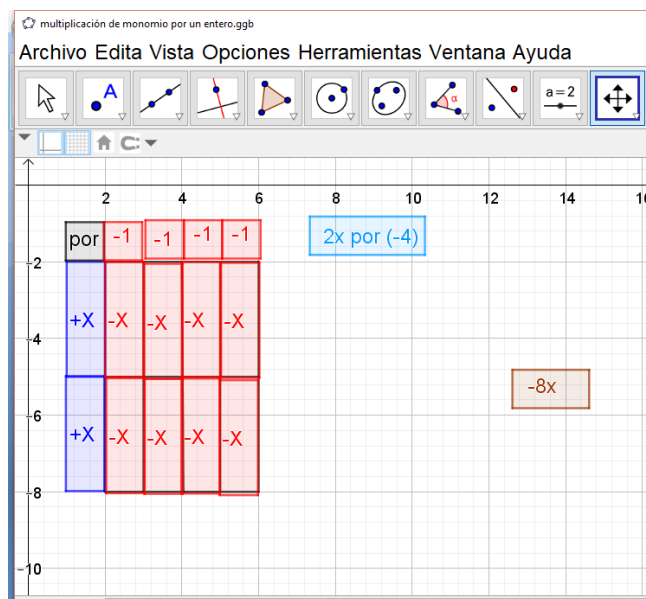 multiplicación de monomio por un entero.ggb
Archivo Edita Vista Opciones Herramientas Ventana Ayuda
A α a = 2
2 4 6 8 10 12 14 16
por -1 -1 -1 -1 2x por (-4)
-2
+X -X -X -X -X
-4
-8x
-6
+X -X -X -X -X
-8
-10